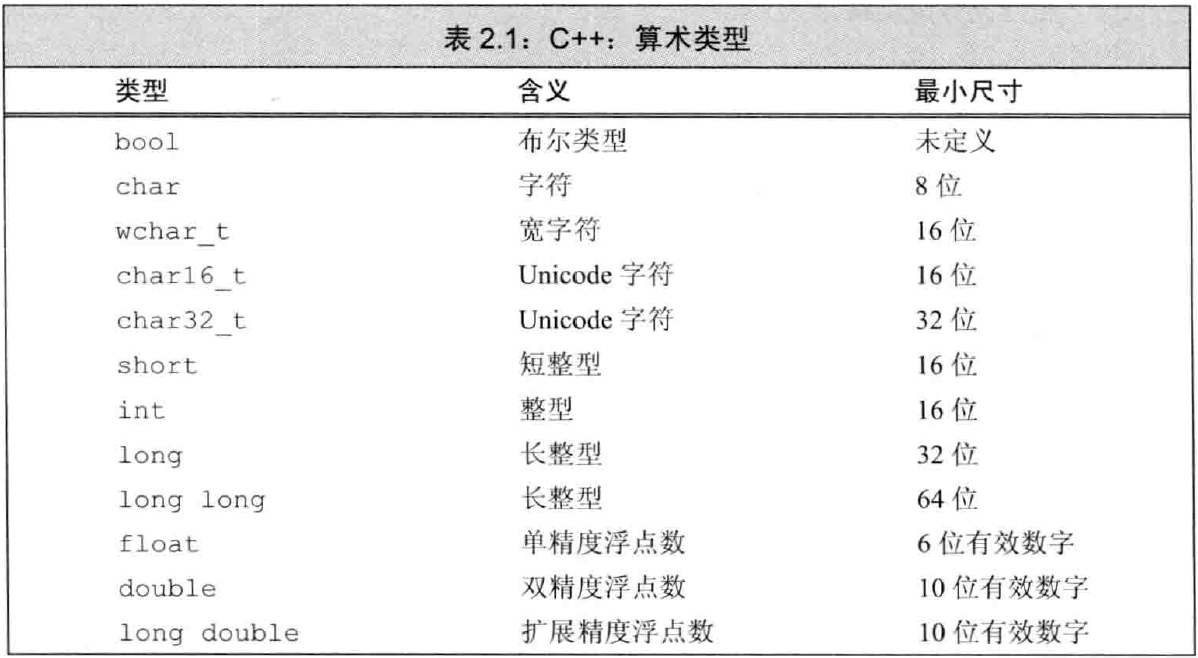 表 2.1：C++：算术类型
类型 含义 最小尺寸
bool 布尔类型 未定义
char 字符 8 位
wchar_t 宽字符 16 位
char16_t Unicode 字符 16 位
char32_t Unicode 字符 32 位
short 短整型 16 位
int 整型 16 位
long 长整型 32 位
long long 长整型 64 位
float 单精度浮点数 6 位有效数字
double 双精度浮点数 10 位有效数字
long double 扩展精度浮点数 10 位有效数字